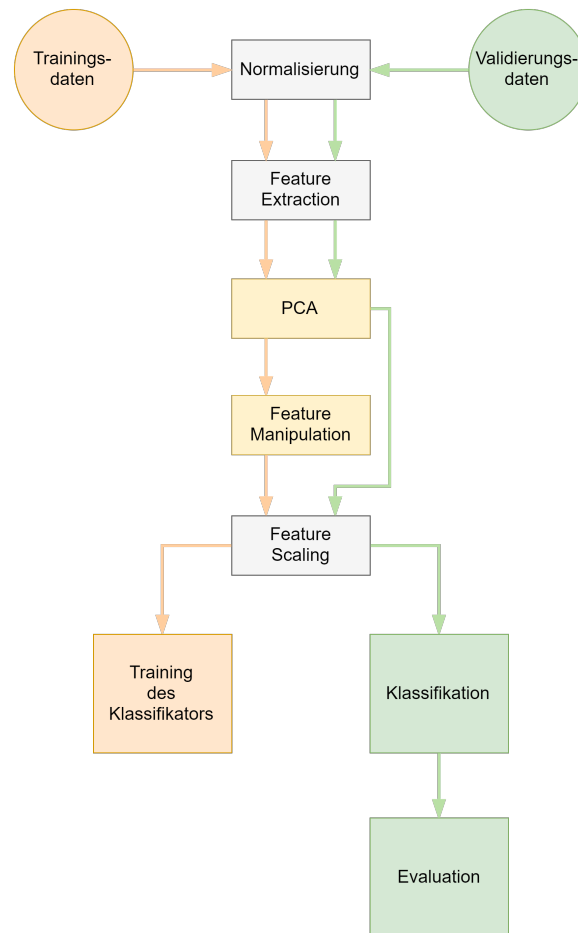 Trainings-
daten
Normalisierung
Validierungs-
daten
Feature
Extraction
PCA
Feature
Manipulation
Feature
Scaling
Training
des
Klassifikators
Klassifikation
Evaluation